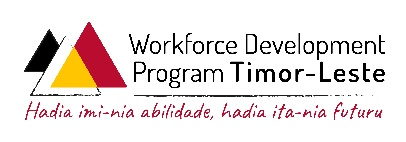 Workforce Development
Program Timor-Leste
Hadia imi-nia abilidade, hadia ita-nia futuru